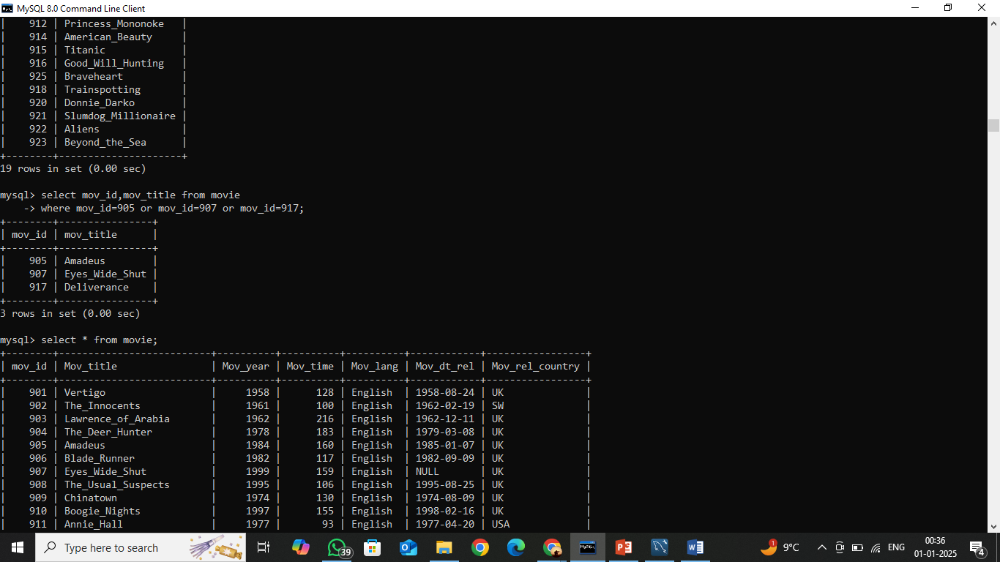 MySQL 8.0 Command Line Client
|    912 | Princess_Mononoke   |
|    914 | American_Beauty     |
|    915 | Titanic             |
|    916 | Good_Will_Hunting   |
|    925 | Braveheart          |
|    918 | Trainspotting       |
|    920 | Donnie_Darko        |
|    921 | Slumdog_Millionaire |
|    922 | Aliens              |
|    923 | Beyond_the_Sea      |
+--------+---------------------+
19 rows in set (0.00 sec)
mysql> select mov_id,mov_title from movie
    -> where mov_id=905 or mov_id=907 or mov_id=917;
+--------+----------------+
| mov_id | mov_title      |
+--------+----------------+
|    905 | Amadeus        |
|    907 | Eyes_Wide_Shut |
|    917 | Deliverance    |
+--------+----------------+
3 rows in set (0.00 sec)
mysql> select * from movie;
+--------+--------------------------+----------+----------+----------+------------+-----------------+
| mov_id | Mov_title                | Mov_year | Mov_time | Mov_lang | Mov_dt_rel | Mov_rel_country |
+--------+--------------------------+----------+----------+----------+------------+-----------------+
|    901 | Vertigo                  |     1958 |      128 | English  | 1958-08-24 | UK              |
|    902 | The_Innocents            |     1961 |      100 | English  | 1962-02-19 | SW              |
|    903 | Lawrence_of_Arabia       |     1962 |      216 | English  | 1962-12-11 | UK              |
|    904 | The_Deer_Hunter          |     1978 |      183 | English  | 1979-03-08 | UK              |
|    905 | Amadeus                  |     1984 |      160 | English  | 1985-01-07 | UK              |
|    906 | Blade_Runner             |     1982 |      117 | English  | 1982-09-09 | UK              |
|    907 | Eyes_Wide_Shut           |     1999 |      159 | English  | NULL       | UK              |
|    908 | The_Usual_Suspects       |     1995 |      106 | English  | 1995-08-25 | UK              |
|    909 | Chinatown                |     1974 |      130 | English  | 1974-08-09 | UK              |
|    910 | Boogie_Nights            |     1997 |      155 | English  | 1998-02-16 | UK              |
|    911 | Annie_Hall               |     1977 |       93 | English  | 1977-04-20 | USA             |
Type here to search
39
1
9°C
ENG
00:36
01-01-2025
4